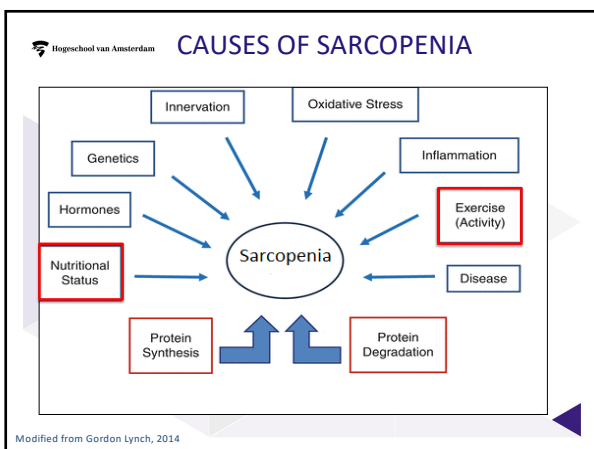 Hogeschool van Amsterdam
CAUSES OF SARCOPENIA
Innervation
Oxidative Stress
Genetics
Inflammation
Hormones
Exercise
(Activity)
Sarcopenia
Nutritional
Status
Disease
Protein
Synthesis
Protein
Degradation
Modified from Gordon Lynch, 2014